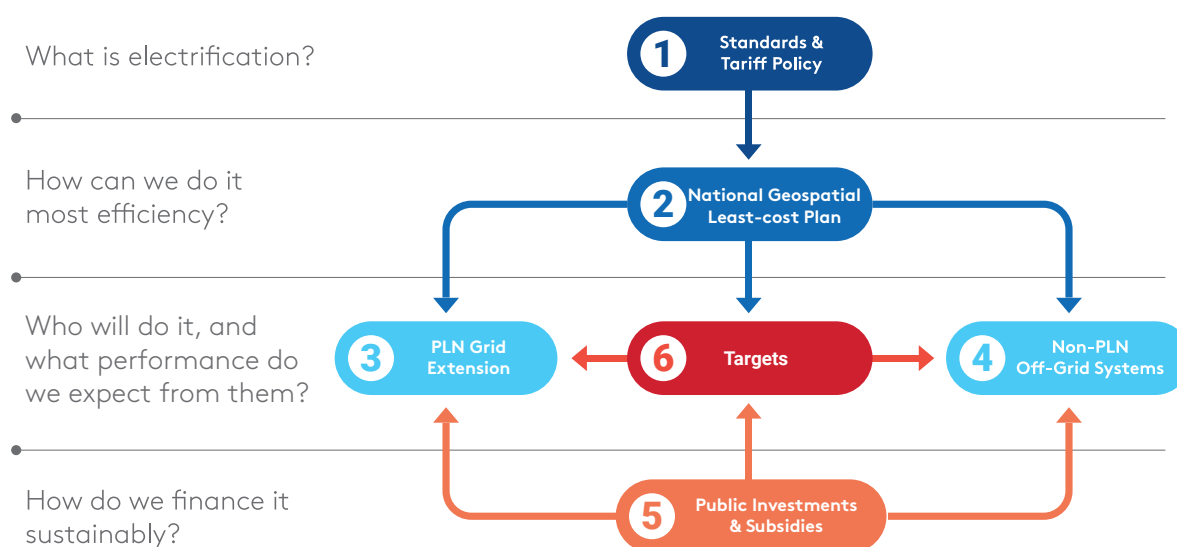 What is electrification?
1
Standards &
Tariff Policy
How can we do it
most efficiency?
2
National Geospatial
Least-cost Plan
Who will do it, and
what performance do
we expect from them?
3
PLN Grid
Extension
6
Targets
4
Non-PLN
Off-Grid Systems
How do we finance it
sustainably?
5
Public Investments
& Subsidies